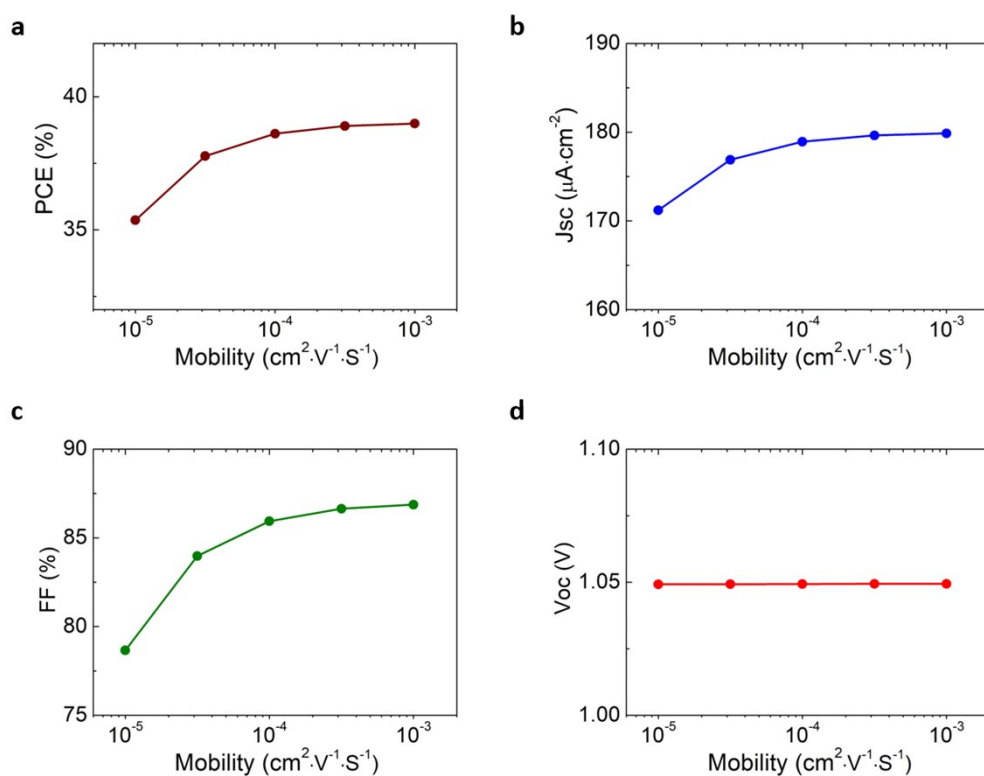 a
40
35
PCE (%)
10⁻⁵ 10⁻⁴ 10⁻³
Mobility (cm²·V⁻¹·S⁻¹)
b
190
180
170
160
Jsc (μA·cm⁻²)
10⁻⁵ 10⁻⁴ 10⁻³
Mobility (cm²·V⁻¹·S⁻¹)
c
90
85
80
75
FF (%)
10⁻⁵ 10⁻⁴ 10⁻³
Mobility (cm²·V⁻¹·S⁻¹)
d
1.10
1.05
1.00
Voc (V)
10⁻⁵ 10⁻⁴ 10⁻³
Mobility (cm²·V⁻¹·S⁻¹)